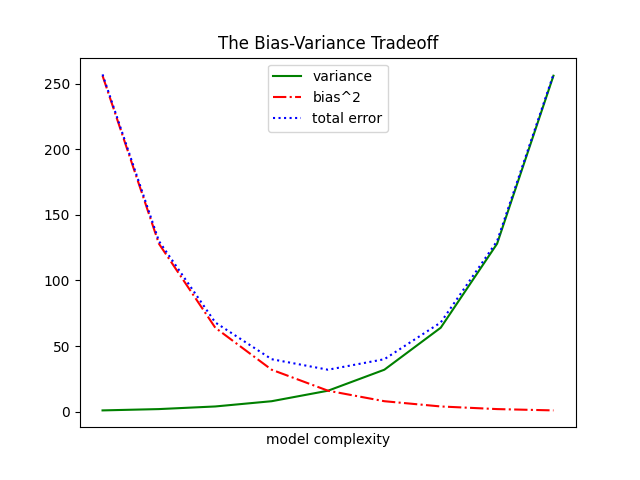 The Bias-Variance Tradeoff
variance
bias^2
total error
250
200
150
100
50
0
model complexity